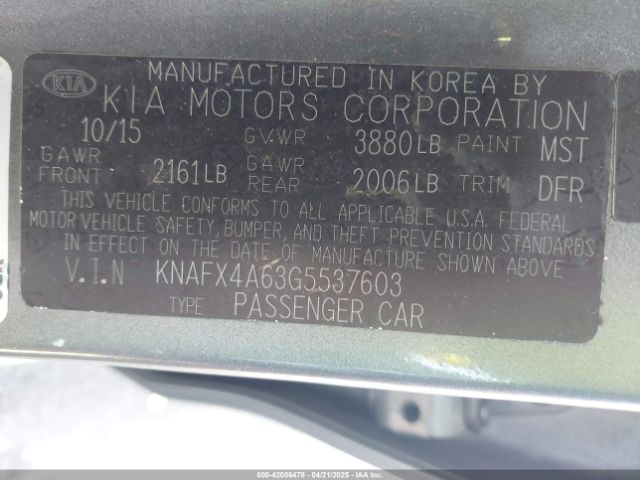 KIA
MANUFACTURED IN KOREA BY
KIA MOTORS CORPORATION
10/15 GVWR 3880LB PAINT MST
GAWR FRONT 2161LB GAWR REAR 2006LB TRIM DFR
THIS VEHICLE CONFORMS TO ALL APPLICABLE U.S.A. FEDERAL
MOTOR VEHICLE SAFETY, BUMPER, AND THEFT PREVENTION STANDARDS
IN EFFECT ON THE DATE OF MANUFACTURE SHOWN ABOVE
V.I.N KNAFX4A63G5537603
TYPE PASSENGER CAR
000-42056478 - 04/21/2025 - IAA Inc.